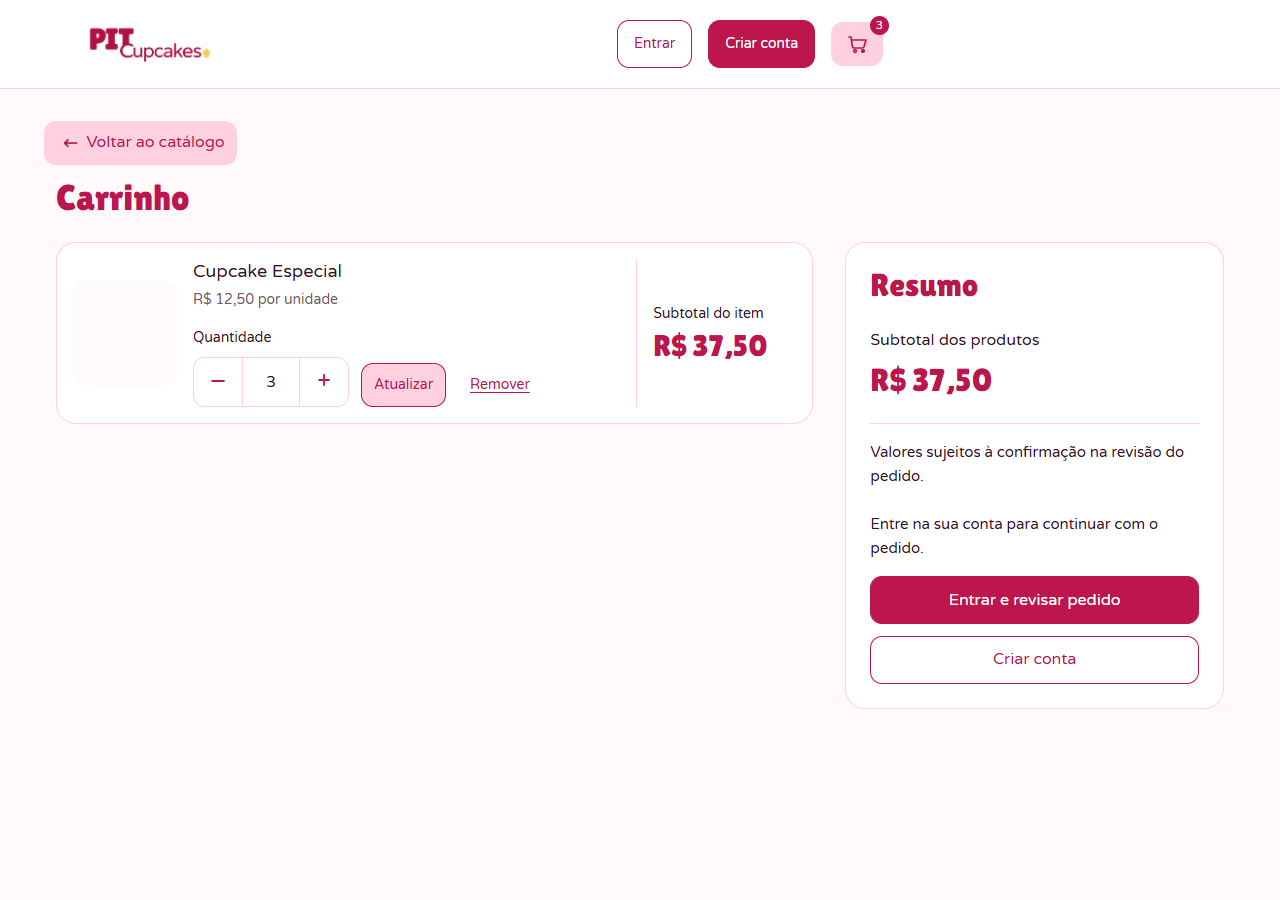 PIT
Cupcakes
Entrar
Criar conta
3
Voltar ao catálogo
Carrinho
Cupcake Especial
R$ 12,50 por unidade
Quantidade
3
Atualizar
Remover
Subtotal do item
R$ 37,50
Resumo
Subtotal dos produtos
R$ 37,50
Valores sujeitos à confirmação na revisão do
pedido.
Entre na sua conta para continuar com o
pedido.
Entrar e revisar pedido
Criar conta